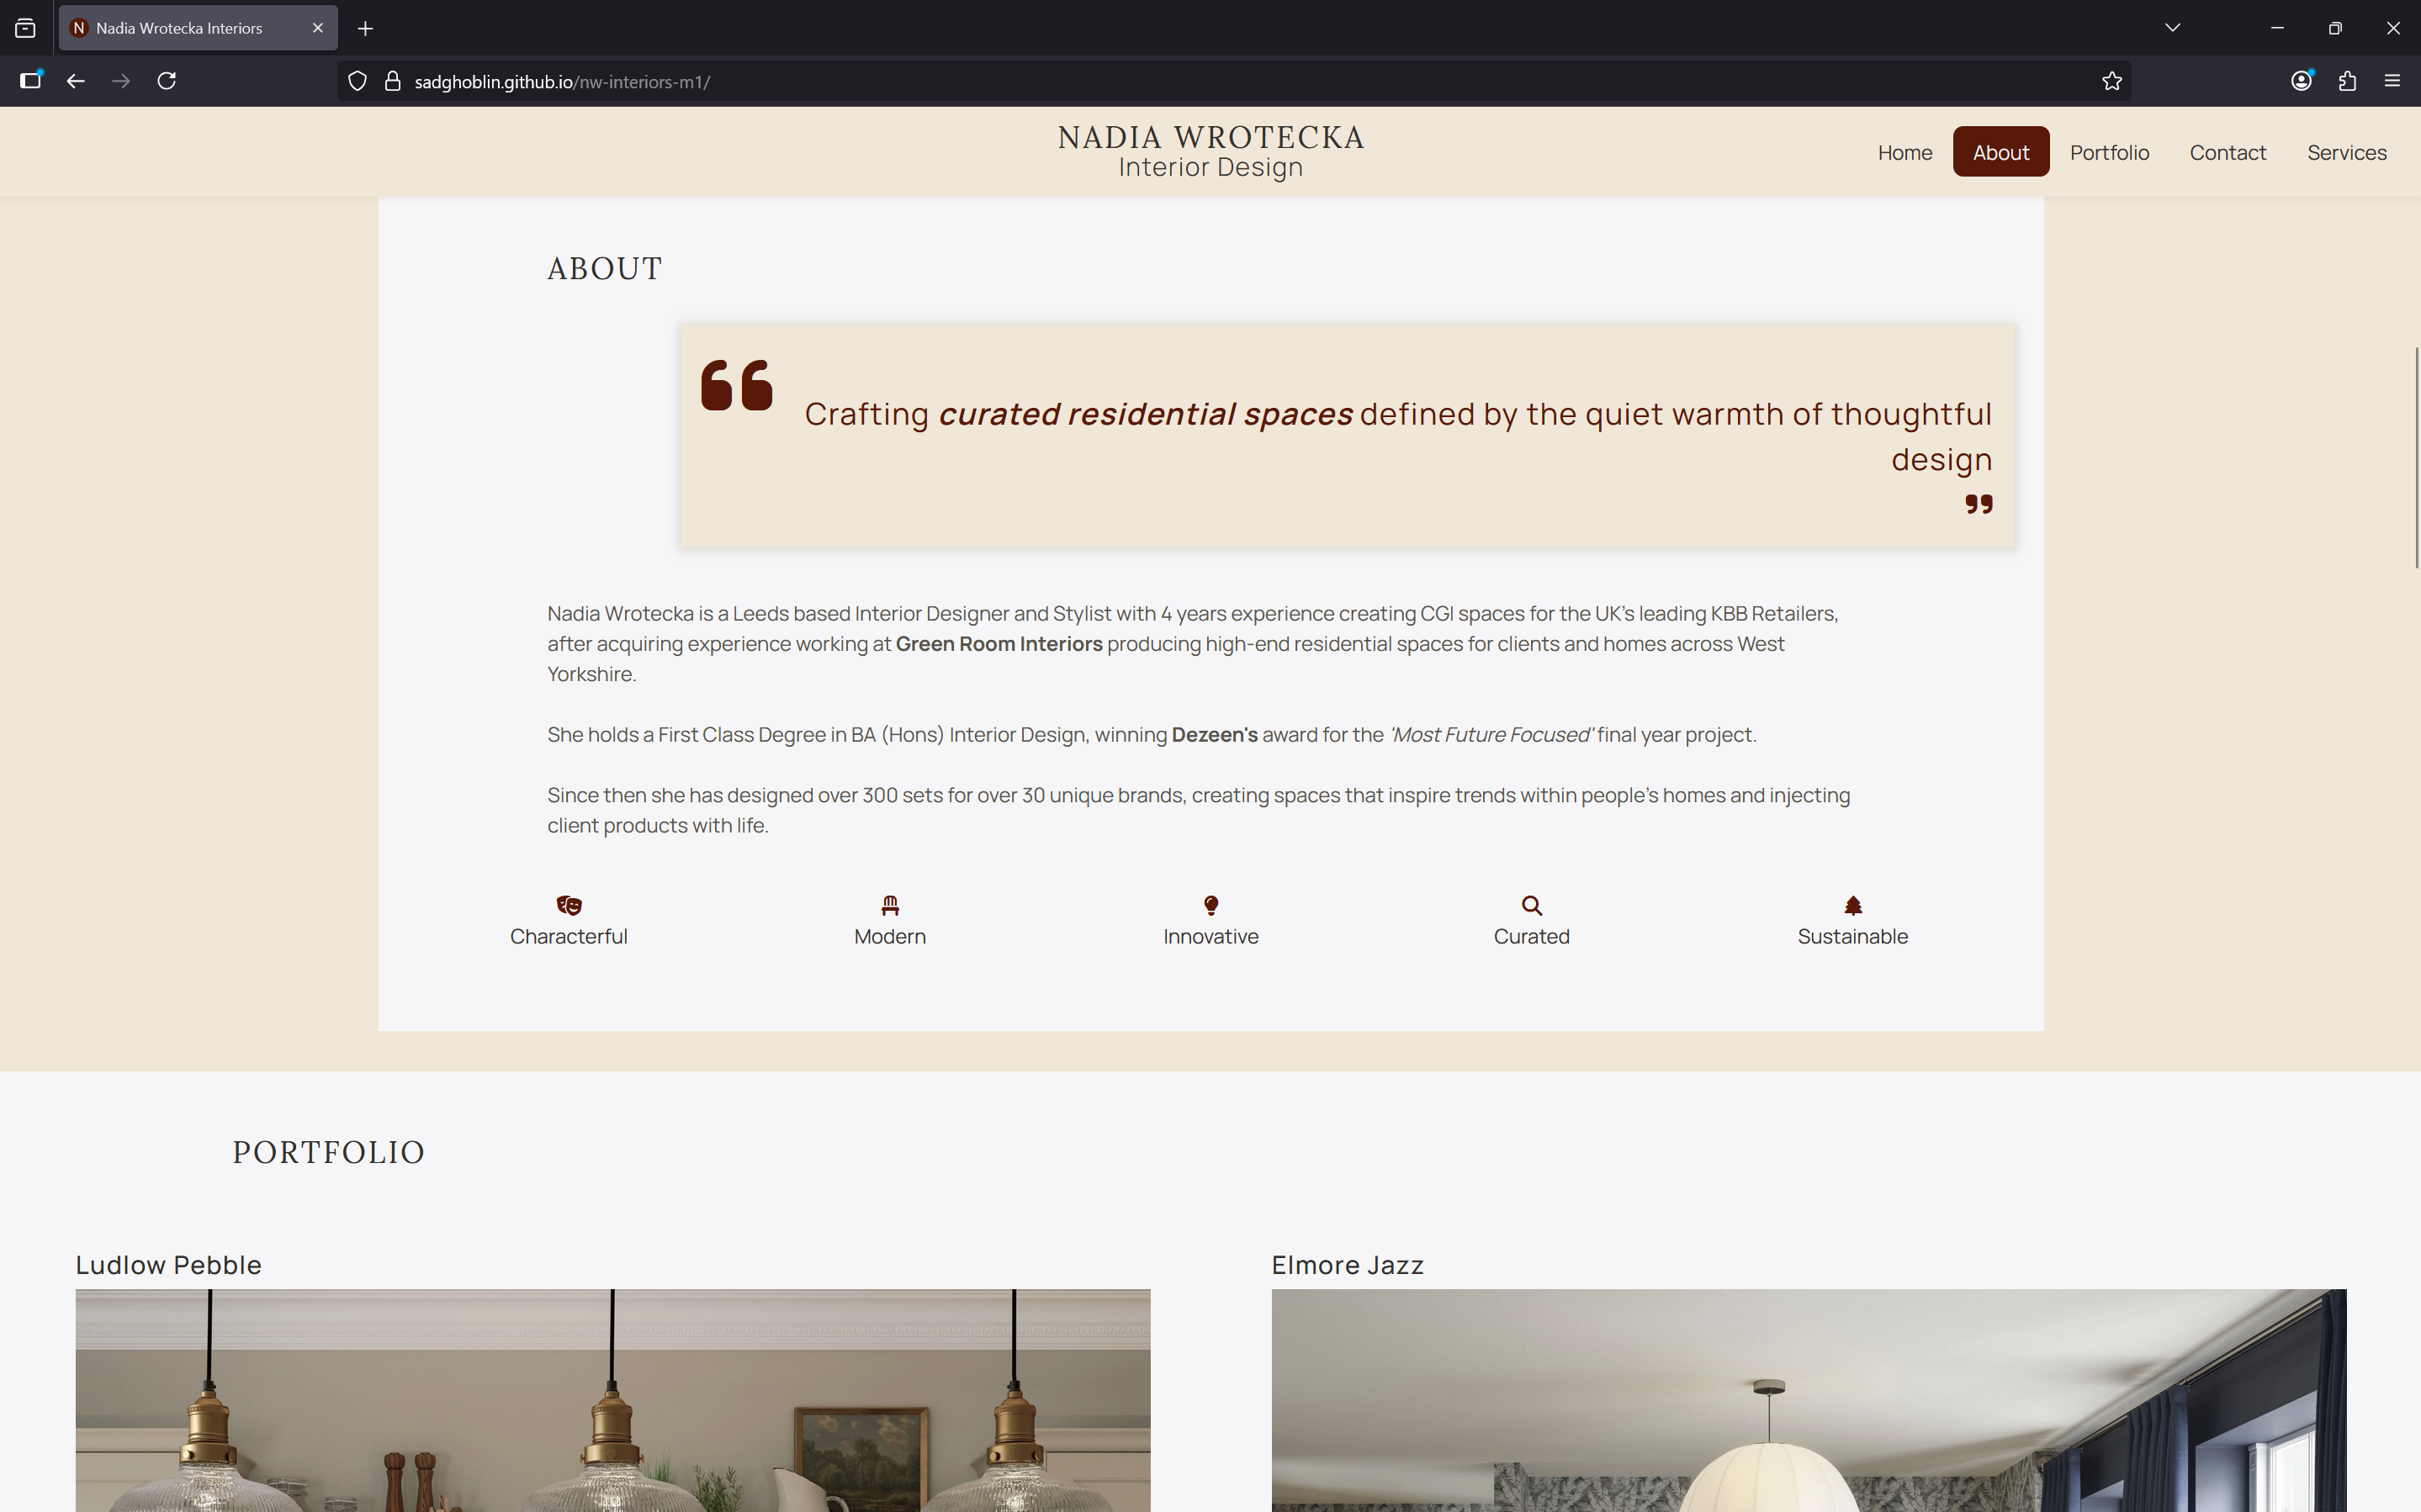 N Nadia Wrotecka Interiors
sadghoblin.github.io/nw-interiors-m1/
NADIA WROTECKA
Interior Design
Home About Portfolio Contact Services
ABOUT
“ Crafting curated residential spaces defined by the quiet warmth of thoughtful
design
”
Nadia Wrotecka is a Leeds based Interior Designer and Stylist with 4 years experience creating CGI spaces for the UK's leading KBB Retailers,
after acquiring experience working at Green Room Interiors producing high-end residential spaces for clients and homes across West
Yorkshire.
She holds a First Class Degree in BA (Hons) Interior Design, winning Dezeen's award for the 'Most Future Focused' final year project.
Since then she has designed over 300 sets for over 30 unique brands, creating spaces that inspire trends within people's homes and injecting
client products with life.
Characterful Modern Innovative Curated Sustainable
PORTFOLIO
Ludlow Pebble Elmore Jazz